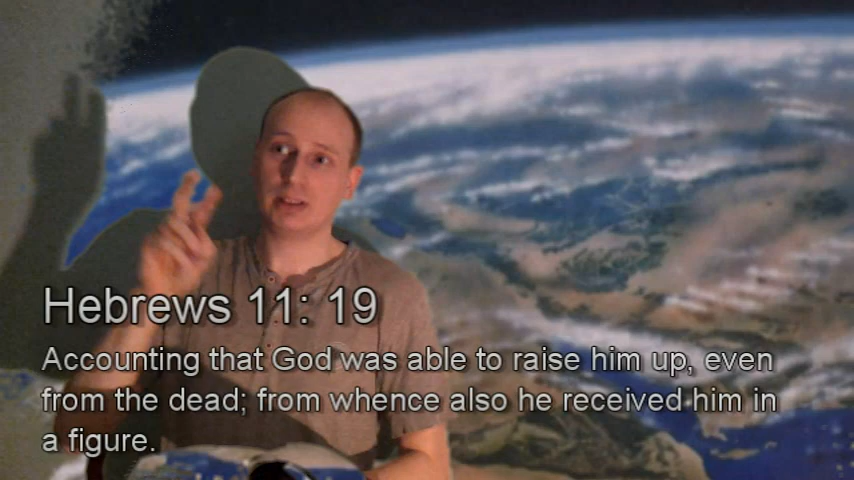 Hebrews 11: 19
Accounting that God was able to raise him up, even
from the dead; from whence also he received him in
a figure.